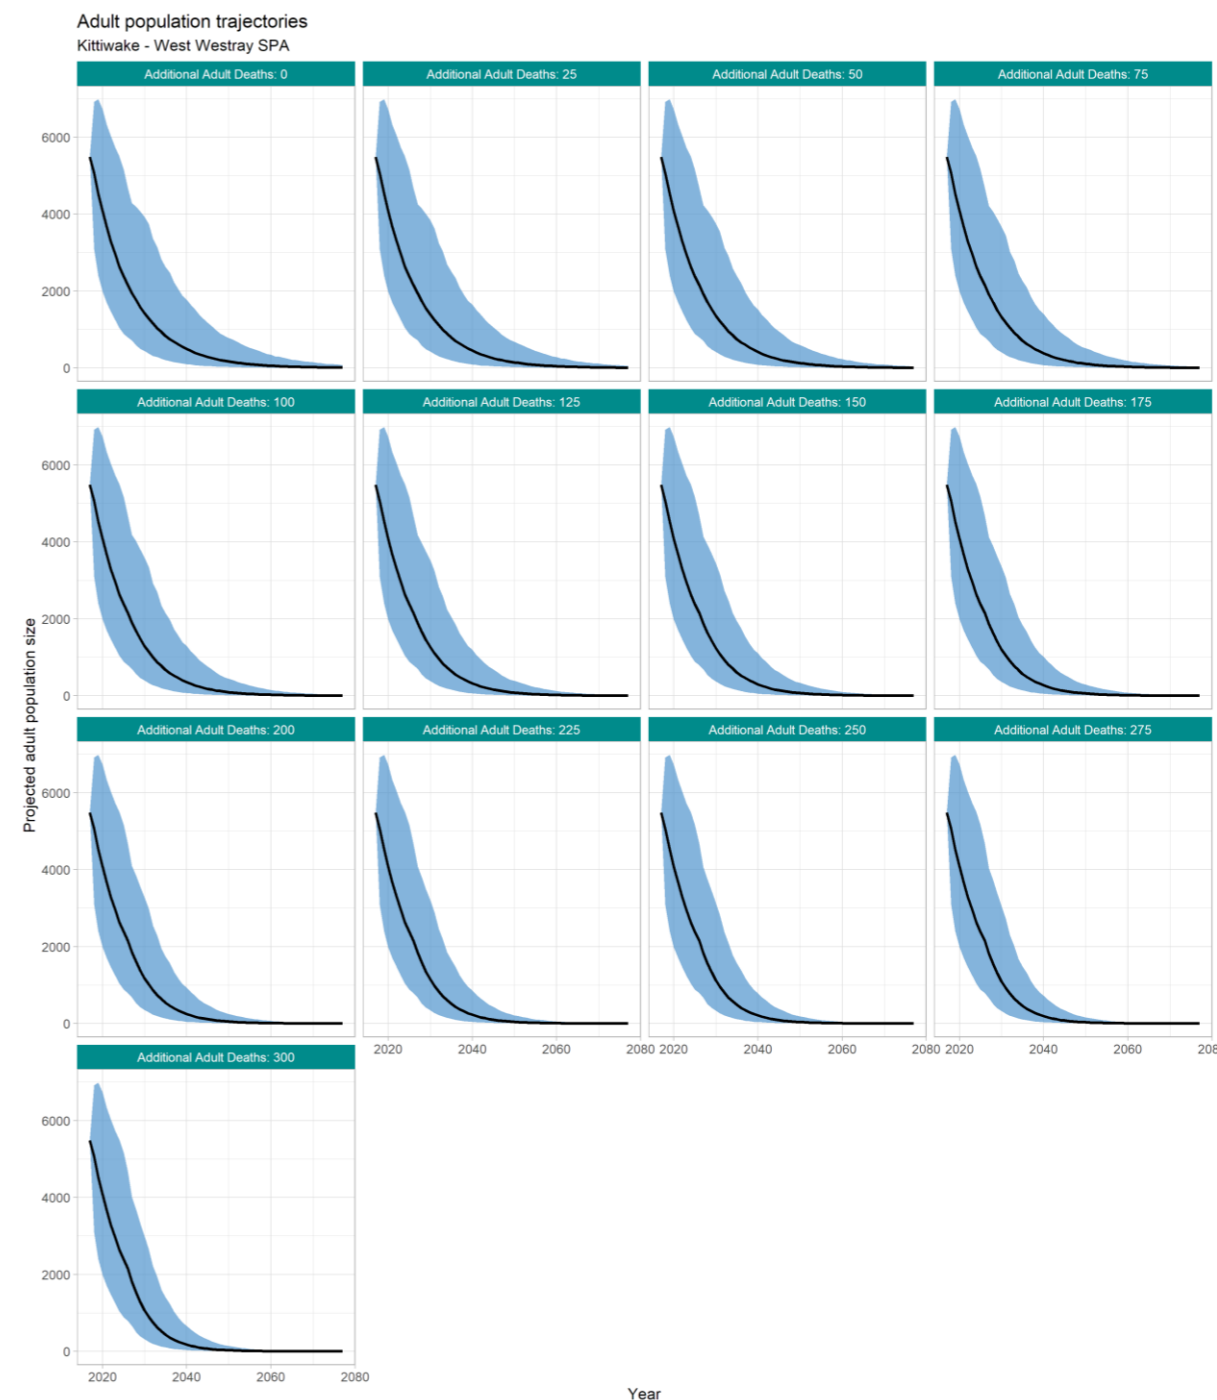 Adult population trajectories
Kittiwake - West Westray SPA
Additional Adult Deaths: 0
Additional Adult Deaths: 25
Additional Adult Deaths: 50
Additional Adult Deaths: 75
6000
4000
2000
0
Additional Adult Deaths: 100
Additional Adult Deaths: 125
Additional Adult Deaths: 150
Additional Adult Deaths: 175
6000
4000
2000
0
Projected adult population size
Additional Adult Deaths: 200
Additional Adult Deaths: 225
Additional Adult Deaths: 250
Additional Adult Deaths: 275
6000
4000
2000
0
2020 2040 2060 2080
2020 2040 2060 2080
2020 2040 2060 208
Additional Adult Deaths: 300
6000
4000
2000
0
2020 2040 2060 2080
Year